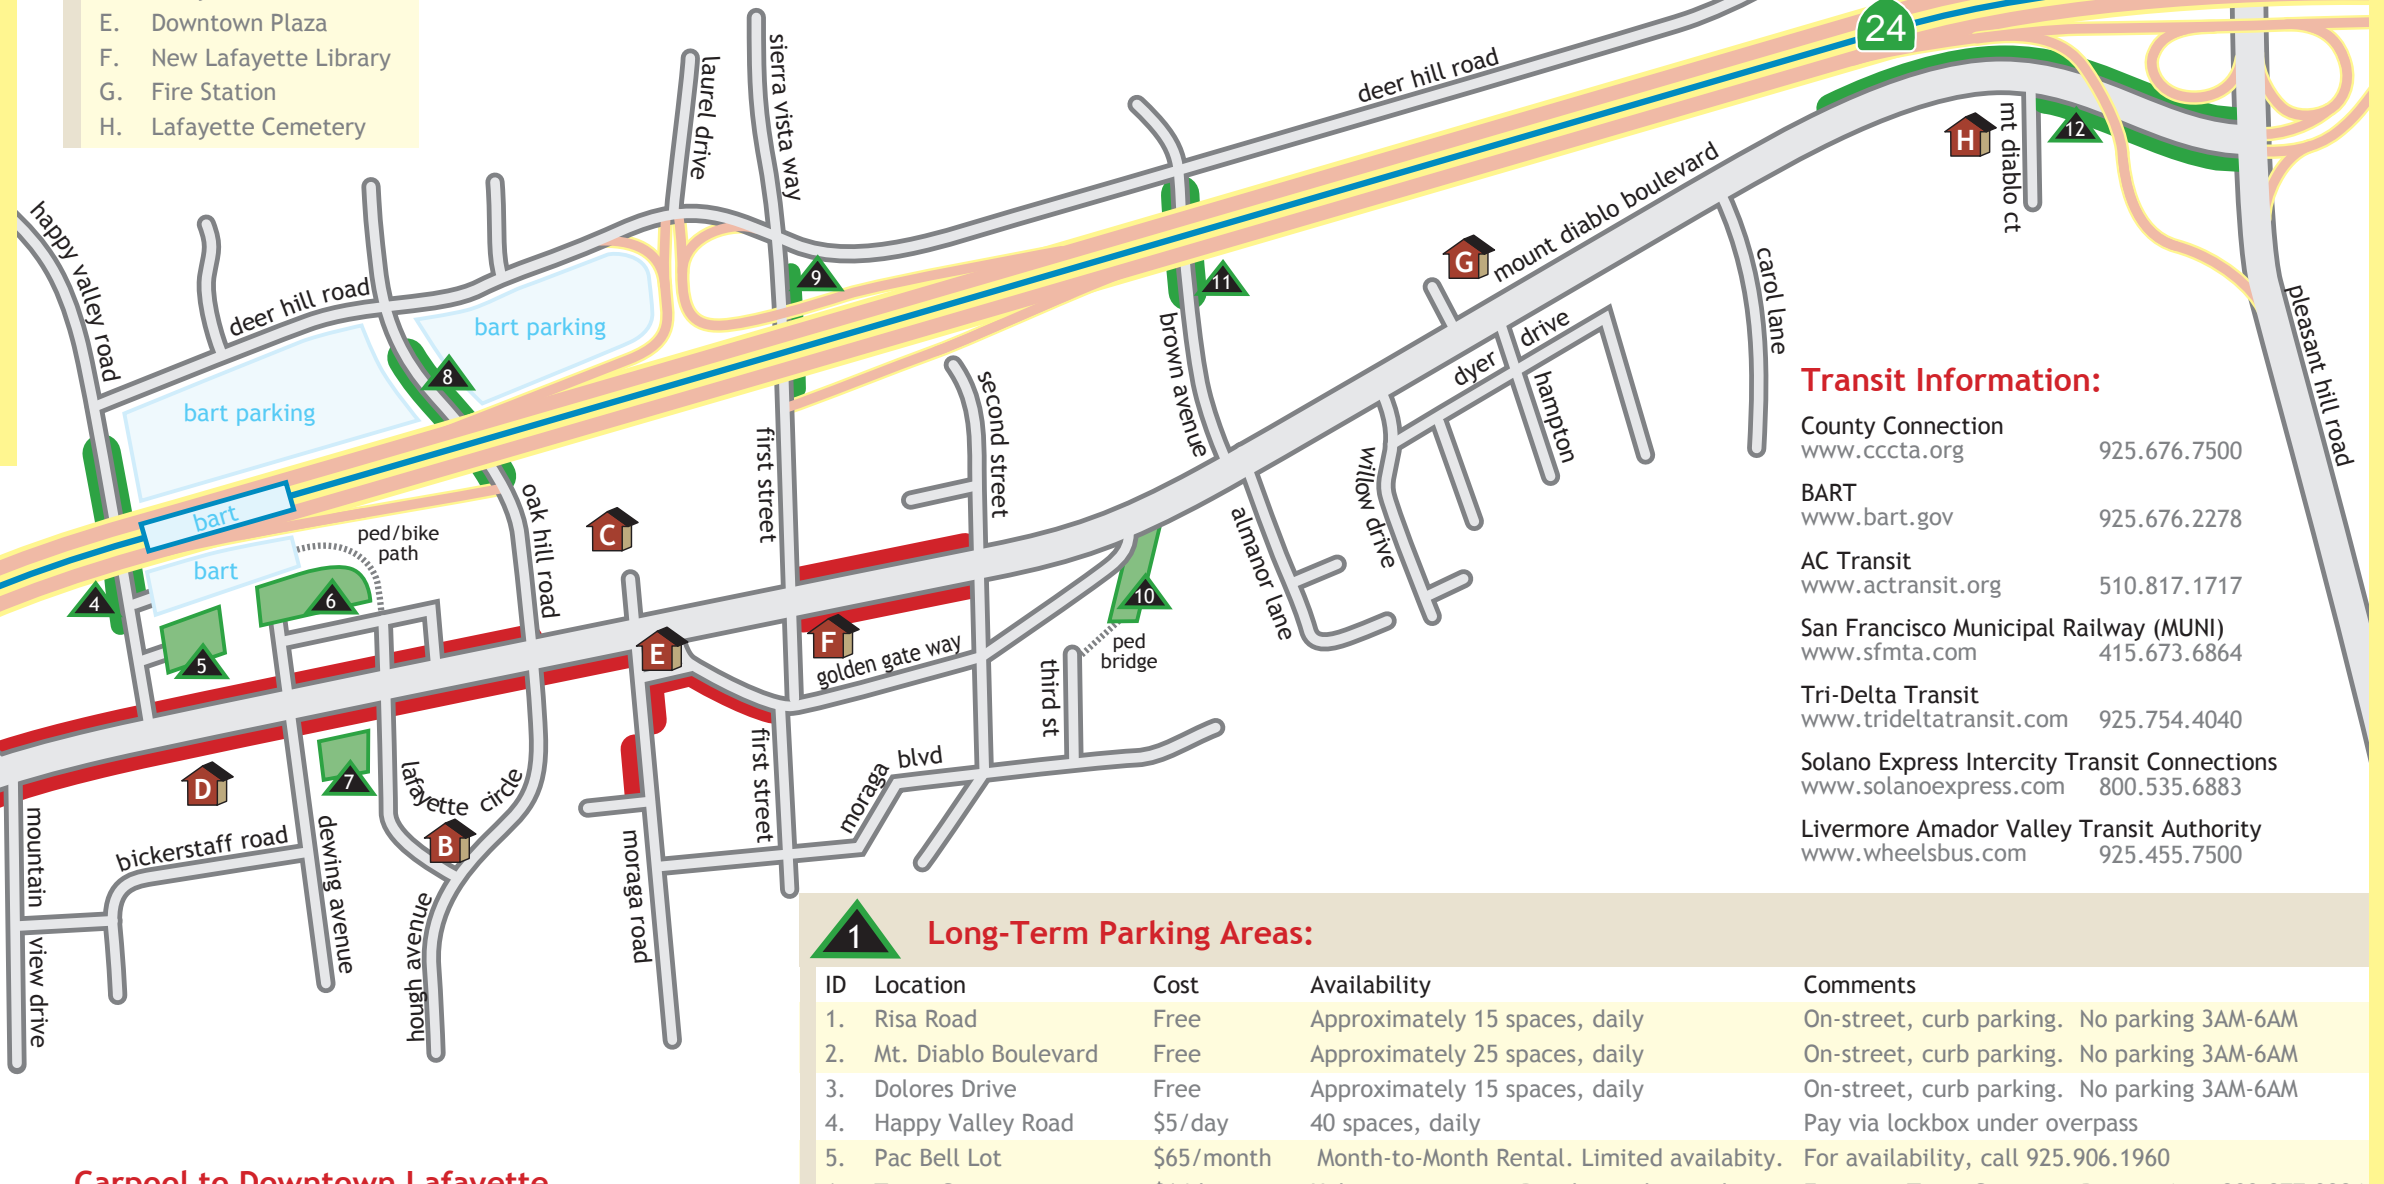 E. Downtown Plaza
F. New Lafayette Library
G. Fire Station
H. Lafayette Cemetery
24
laurel drive
sierra vista way
deer hill road
happy valley road
deer hill road
bart parking
bart parking
bart
bart
ped/bike
path
oak hill road
first street
second street
brown avenue
mount diablo boulevard
mt diablo ct
carol lane
pleasant hill road
dyer drive
hampton
willow drive
almanor lane
golden gate way
ped
bridge
third st
moraga blvd
first street
moraga road
lafayette circle
hough avenue
dewing avenue
bickerstaff road
mountain view drive
4
5
6
7
8
9
10
11
12
B
C
D
E
F
G
H
Transit Information:
County Connection
www.cccta.org 925.676.7500
BART
www.bart.gov 925.676.2278
AC Transit
www.actransit.org 510.817.1717
San Francisco Municipal Railway (MUNI)
www.sfmta.com 415.673.6864
Tri-Delta Transit
www.trideltatransit.com 925.754.4040
Solano Express Intercity Transit Connections
www.solanoexpress.com 800.535.6883
Livermore Amador Valley Transit Authority
www.wheelsbus.com 925.455.7500
1 Long-Term Parking Areas:
ID Location Cost Availability Comments
1. Risa Road Free Approximately 15 spaces, daily On-street, curb parking. No parking 3AM-6AM
2. Mt. Diablo Boulevard Free Approximately 25 spaces, daily On-street, curb parking. No parking 3AM-6AM
3. Dolores Drive Free Approximately 15 spaces, daily On-street, curb parking. No parking 3AM-6AM
4. Happy Valley Road $5/day 40 spaces, daily Pay via lockbox under overpass
5. Pac Bell Lot $65/month Month-to-Month Rental. Limited availabity. For availability, call 925.906.1960
Carpool to Downtown Lafayette